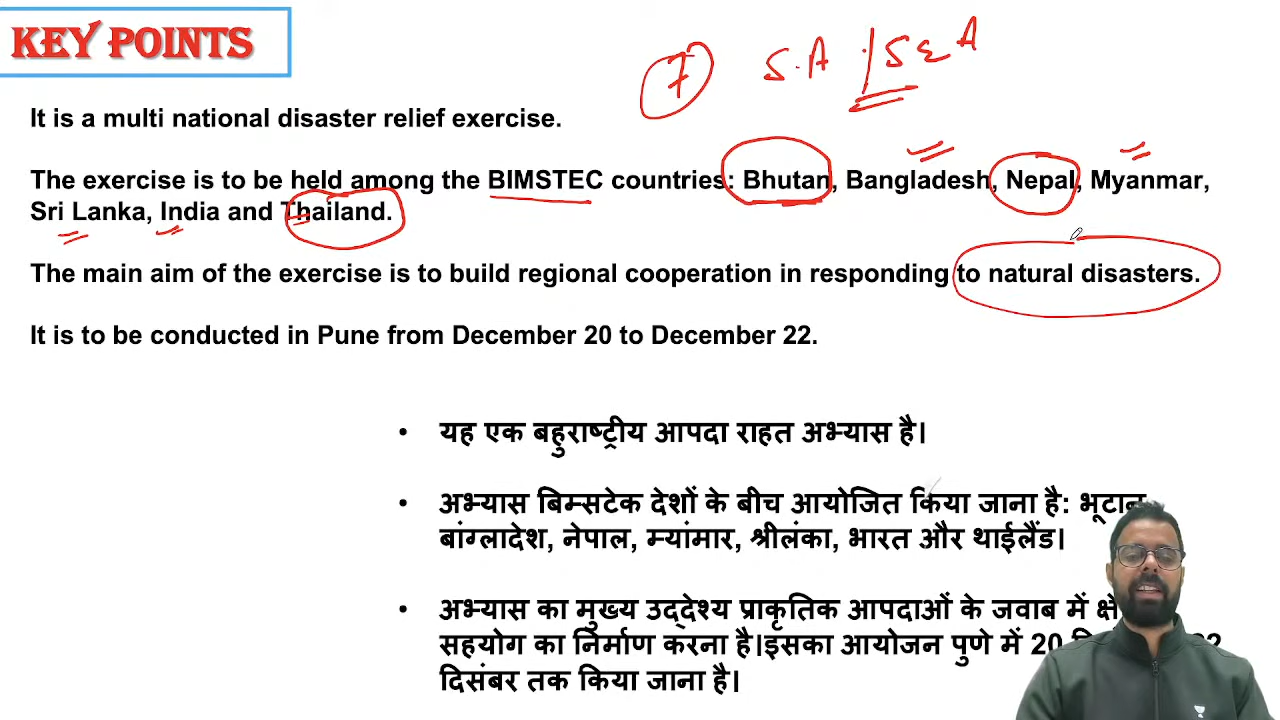 KEY POINTS
7 S.A / S E A
It is a multi national disaster relief exercise.
The exercise is to be held among the BIMSTEC countries: Bhutan, Bangladesh, Nepal, Myanmar,
Sri Lanka, India and Thailand.
The main aim of the exercise is to build regional cooperation in responding to natural disasters.
It is to be conducted in Pune from December 20 to December 22.
• यह एक बहुराष्ट्रीय आपदा राहत अभ्यास है।
• अभ्यास बिम्सटेक देशों के बीच आयोजित किया जाना है: भूटान
बांग्लादेश, नेपाल, म्यांमार, श्रीलंका, भारत और थाईलैंड।
• अभ्यास का मुख्य उद्देश्य प्राकृतिक आपदाओं के जवाब में
सहयोग का निर्माण करना है।इसका आयोजन पुणे में 20
दिसंबर तक किया जाना है।